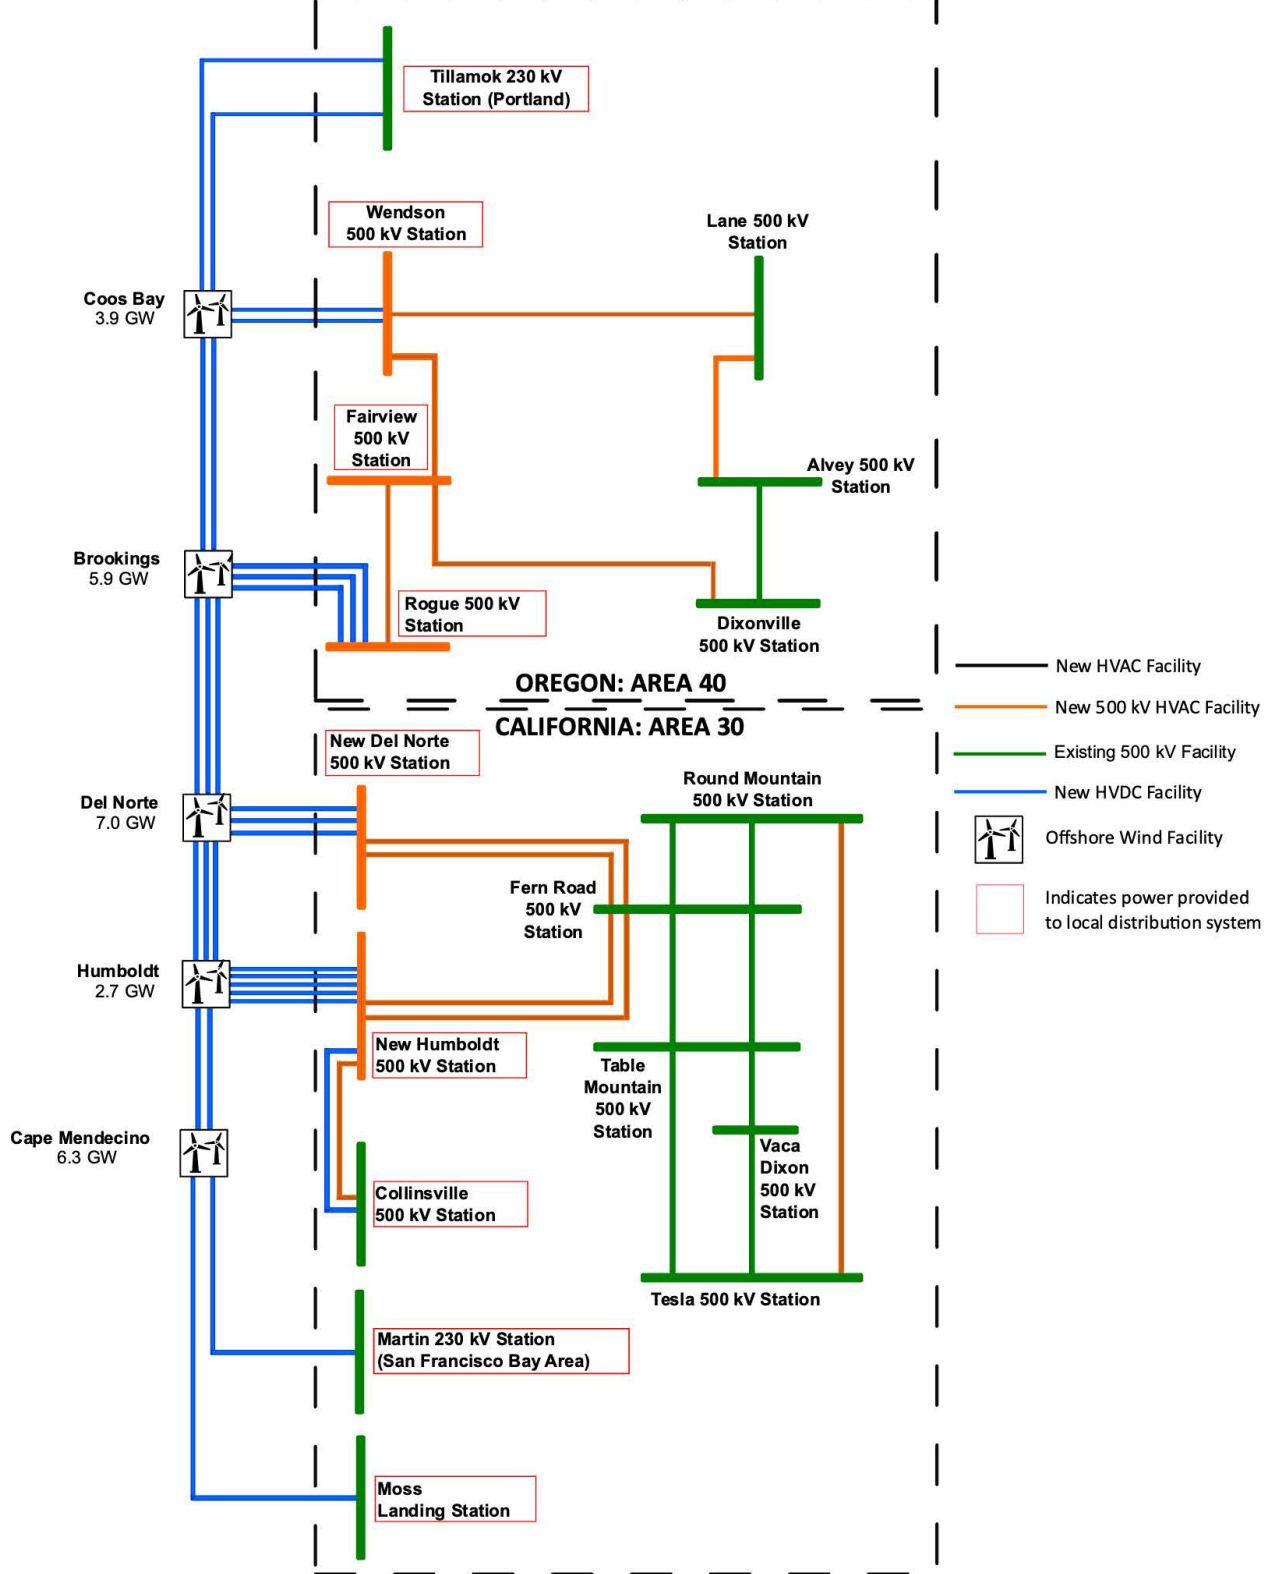 Tillamok 230 kV
Station (Portland)
Wendson
500 kV Station
Lane 500 kV
Station
Coos Bay
3.9 GW
Fairview
500 kV
Station
Alvey 500 kV
Station
Brookings
5.9 GW
Rogue 500 kV
Station
Dixonville
500 kV Station
OREGON: AREA 40
CALIFORNIA: AREA 30
New Del Norte
500 kV Station
Del Norte
7.0 GW
Round Mountain
500 kV Station
Fern Road
500 kV
Station
Humboldt
2.7 GW
New Humboldt
500 kV Station
Table
Mountain
500 kV
Station
Cape Mendecino
6.3 GW
Vaca
Dixon
500 kV
Station
Collinsville
500 kV Station
Tesla 500 kV Station
Martin 230 kV Station
(San Francisco Bay Area)
Moss
Landing Station
New HVAC Facility
New 500 kV HVAC Facility
Existing 500 kV Facility
New HVDC Facility
Offshore Wind Facility
Indicates power provided
to local distribution system